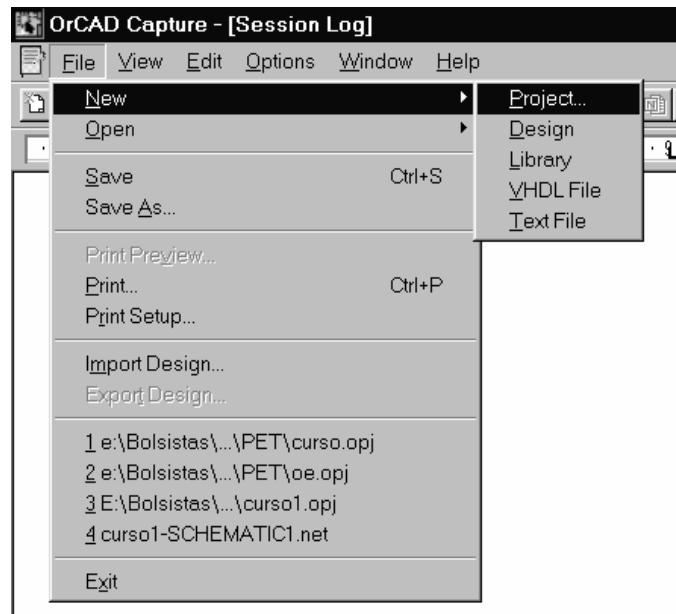 OrCAD Capture - [Session Log]
File View Edit Options Window Help
New
Open
Save Ctrl+S
Save As...
Print Preview...
Print... Ctrl+P
Print Setup...
Import Design...
Export Design...
1 e:\Bolsistas\...\PET\curso.opj
2 e:\Bolsistas\...\PET\oe.opj
3 E:\Bolsistas\...\curso1.opj
4 curso1-SCHEMATIC1.net
Exit
Project...
Design
Library
VHDL File
Text File